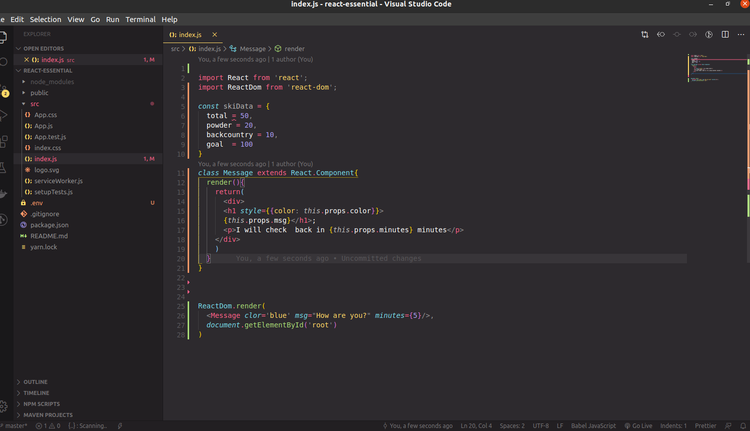 index.js - react-essential - Visual Studio Code
Edit Selection View Go Run Terminal Help
EXPLORER
OPEN EDITORS
index.js src 1, M
REACT-ESSENTIAL
node_modules
public
src
App.css
App.js
App.test.js
index.css
index.js 1, M
logo.svg
serviceWorker.js
setupTests.js
.env U
.gitignore
package.json
README.md
yarn.lock
OUTLINE
TIMELINE
NPM SCRIPTS
MAVEN PROJECTS
2
index.js
src > index.js > Message > render
You, a few seconds ago | 1 author (You)
1
2 import React from 'react';
3 import ReactDom from 'react-dom';
4
5 const skiData = {
6 total = 50,
7 powder = 20,
8 backcountry = 10,
9 goal = 100
10 }
You, a few seconds ago | 1 author (You)
11 class Message extends React.Component{
12 render(){
13 return(
14 <div>
15 <h1 style={{color: this.props.color}}>
16 {this.props.msg}</h1>;
17 <p>I will check back in {this.props.minutes} minutes</p>
18 </div>
19 )
20 } You, a few seconds ago • Uncommitted changes
21 }
22
23
24
25 ReactDom.render(
26 <Message clor='blue' msg="How are you?" minutes={5}/>,
27 document.getElementById('root')
28 )
master* 1 0 {..} : Scanning.. You, a few seconds ago Ln 20, Col 4 Spaces: 2 UTF-8 LF Babel JavaScript Go Live Indents: 1 Prettier